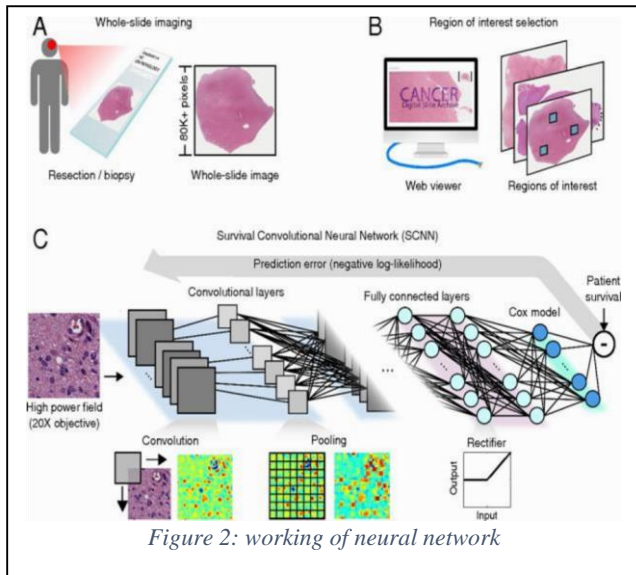 A
Whole-slide imaging
80K+ pixels
Resection / biopsy
Whole-slide image
B
Region of interest selection
CANCER
Digital Slide Archive
Web viewer
Regions of interest
C
Survival Convolutional Neural Network (SCNN)
Prediction error (negative log-likelihood)
Patient
survival
Convolutional layers
Fully connected layers
Cox model
-
...
High power field
(20X objective)
Convolution
Pooling
Rectifier
Output
Input
Figure 2: working of neural network